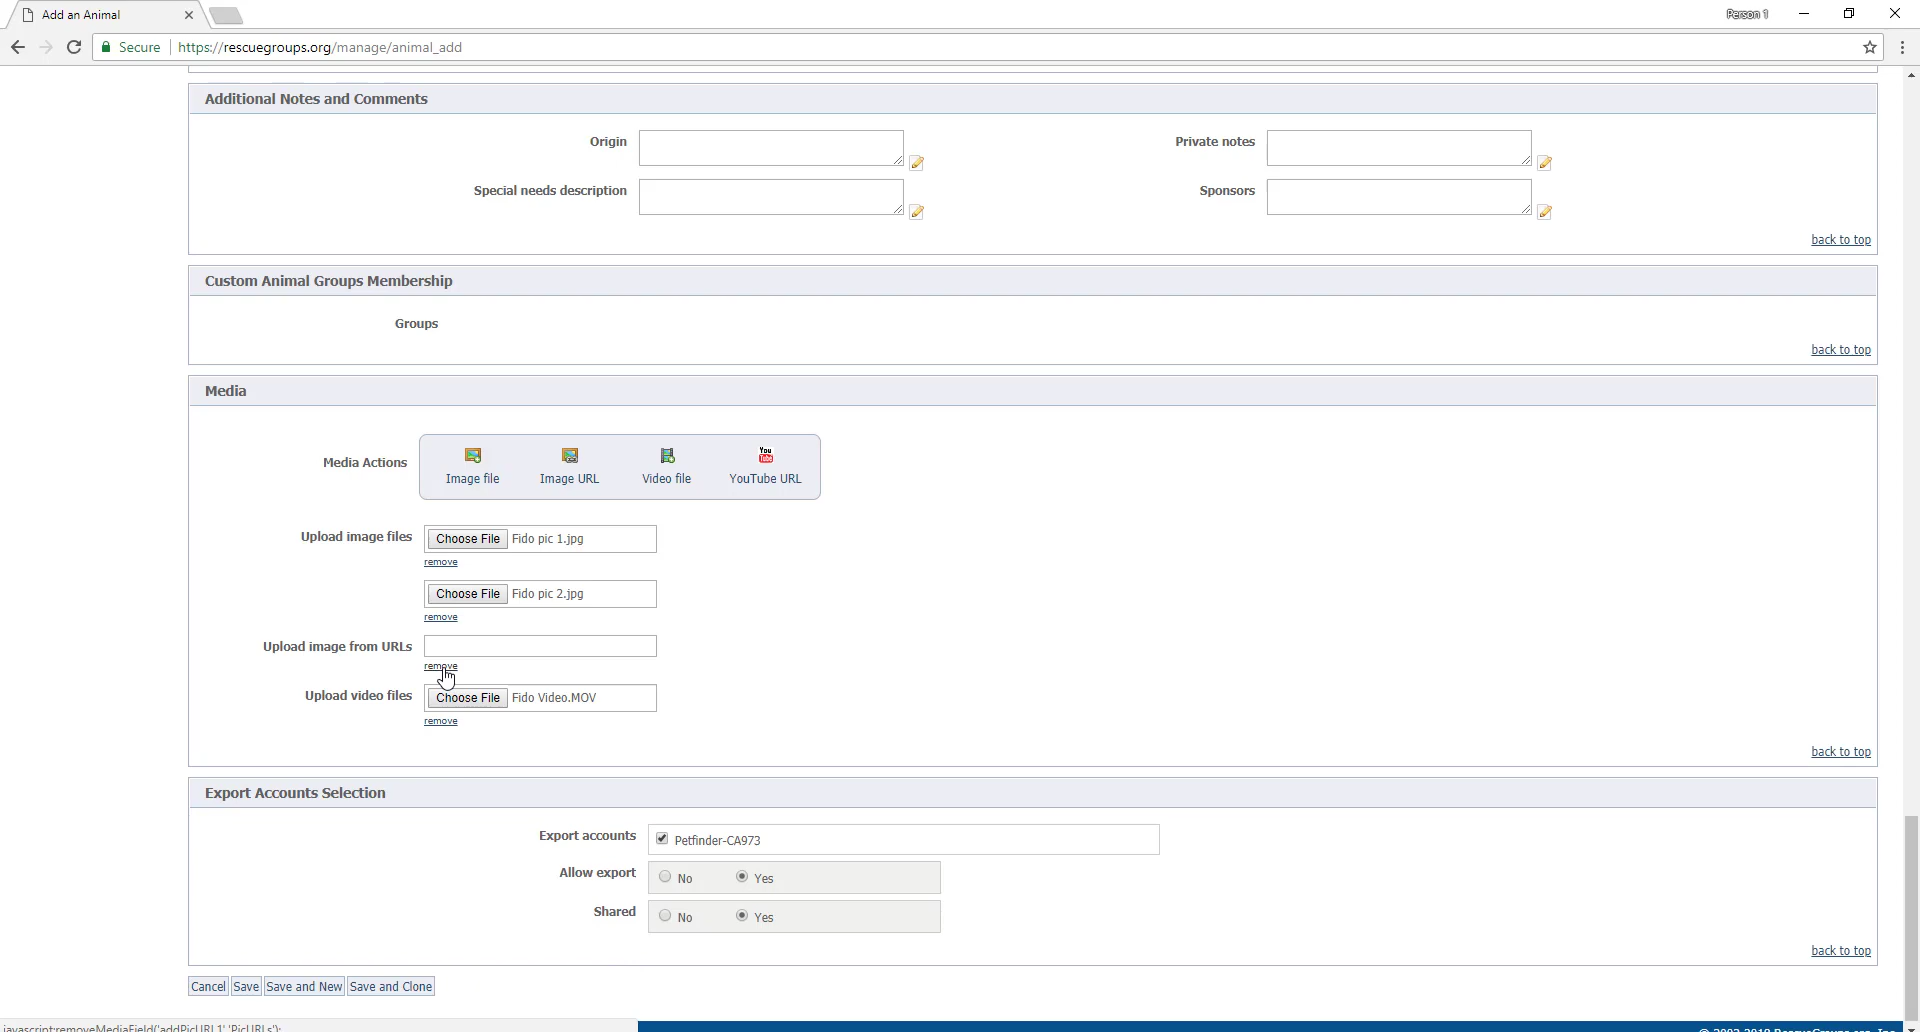 Add an Animal
Person 1
Secure https://rescuegroups.org/manage/animal_add
Additional Notes and Comments
Origin
Private notes
Special needs description
Sponsors
back to top
Custom Animal Groups Membership
Groups
back to top
Media
Media Actions
Image file
Image URL
Video file
You Tube
YouTube URL
Upload image files
Choose File Fido pic 1.jpg
remove
Choose File Fido pic 2.jpg
remove
Upload image from URLs
remove
Upload video files
Choose File Fido Video.MOV
remove
back to top
Export Accounts Selection
Export accounts
Petfinder-CA973
Allow export
No Yes
Shared
No Yes
back to top
Cancel Save Save and New Save and Clone
javascript:removeMediaField('addPicURL1','PicURLs');